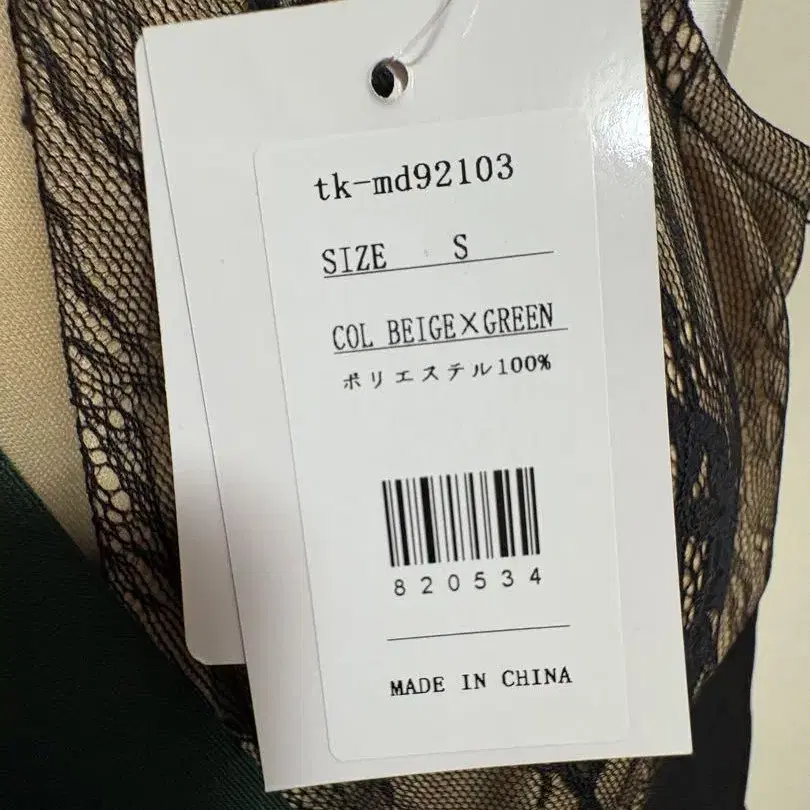 tk-md92103
SIZE S
COL BEIGE×GREEN
ポリエステル100%
820534
MADE IN CHINA